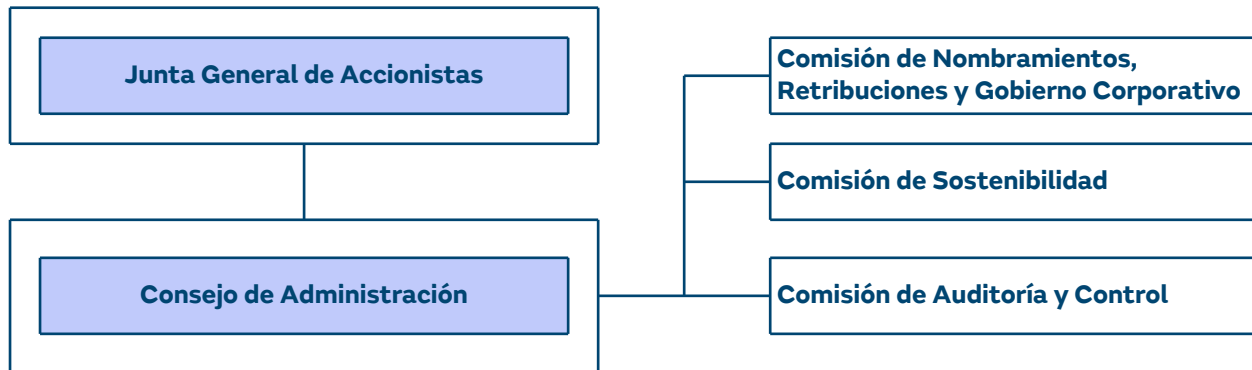 Junta General de Accionistas
Consejo de Administración
Comisión de Nombramientos,
Retribuciones y Gobierno Corporativo
Comisión de Sostenibilidad
Comisión de Auditoría y Control